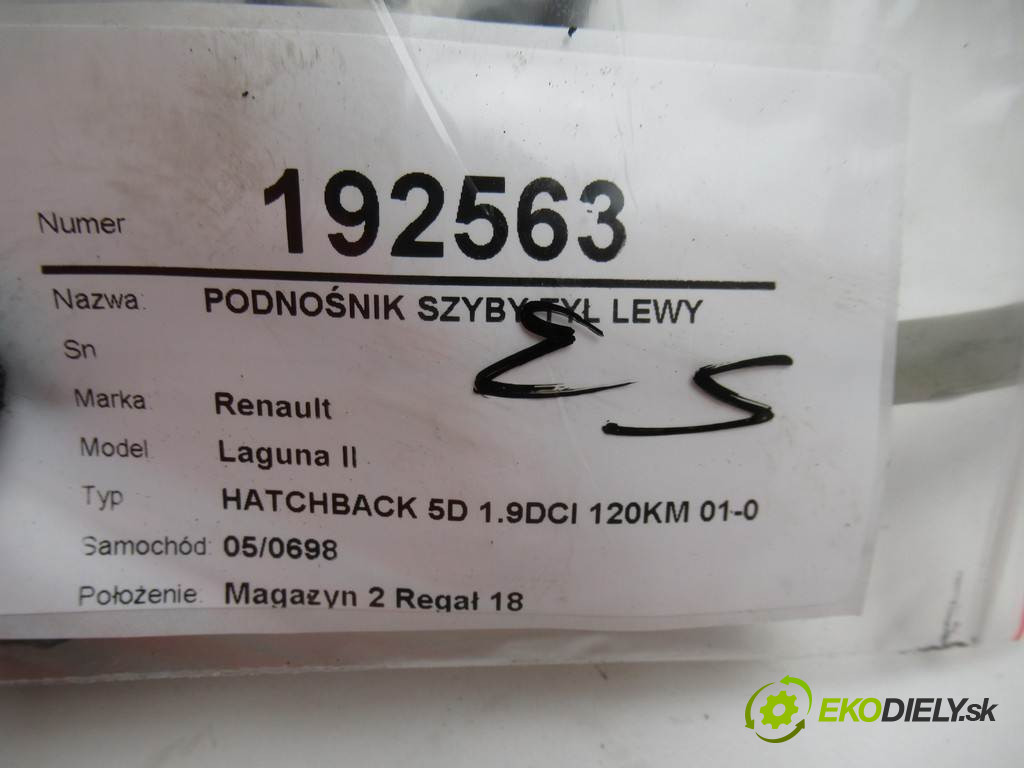 Numer 192563
Nazwa: PODNOŚNIK SZYBY TYŁ LEWY
Sn
Marka: Renault
Model Laguna II
Typ HATCHBACK 5D 1.9DCI 120KM 01-0
Samochód: 05/0698
Położenie: Magazyn 2 Regał 18
EKODIELY.sk